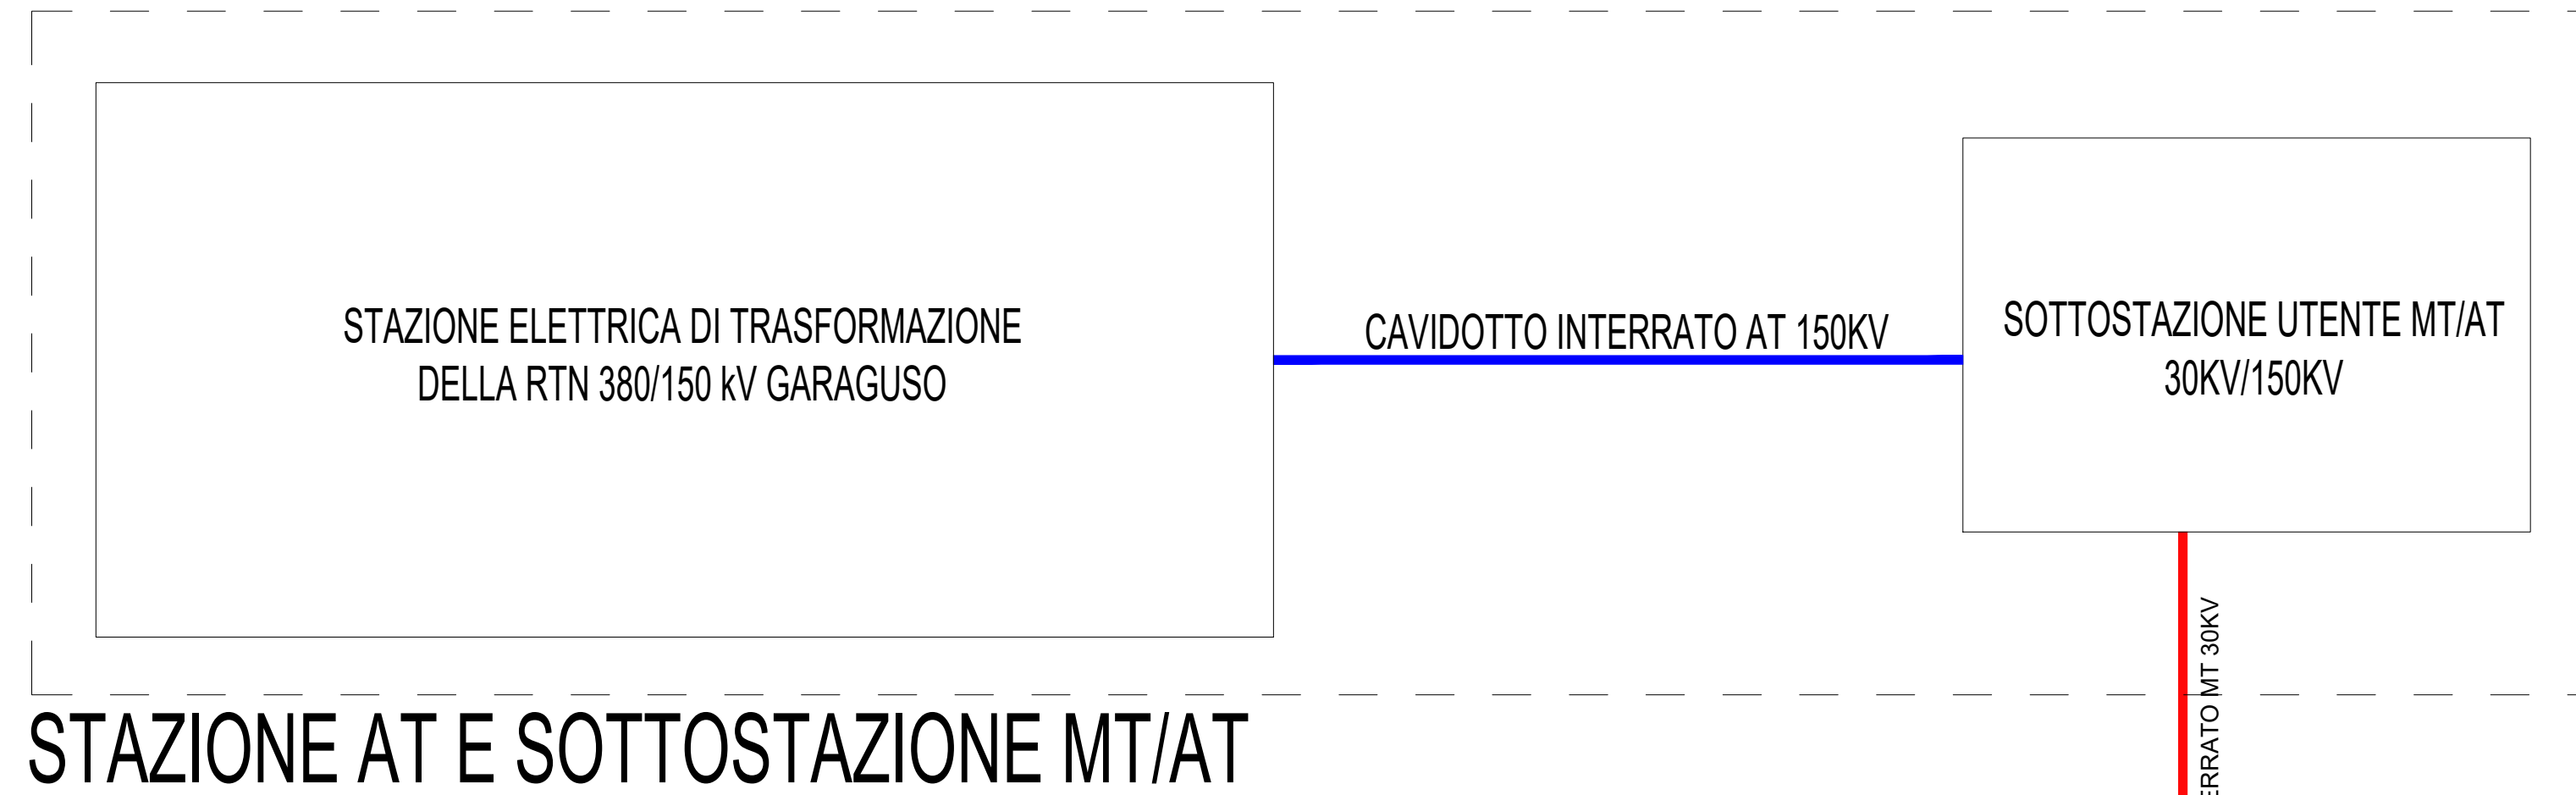 STAZIONE ELETTRICA DI TRASFORMAZIONE
DELLA RTN 380/150 kV GARAGUSO
CAVIDOTTO INTERRATO AT 150KV
SOTTOSTAZIONE UTENTE MT/AT
30KV/150KV
MT 30KV
STAZIONE AT E SOTTOSTAZIONE MT/AT